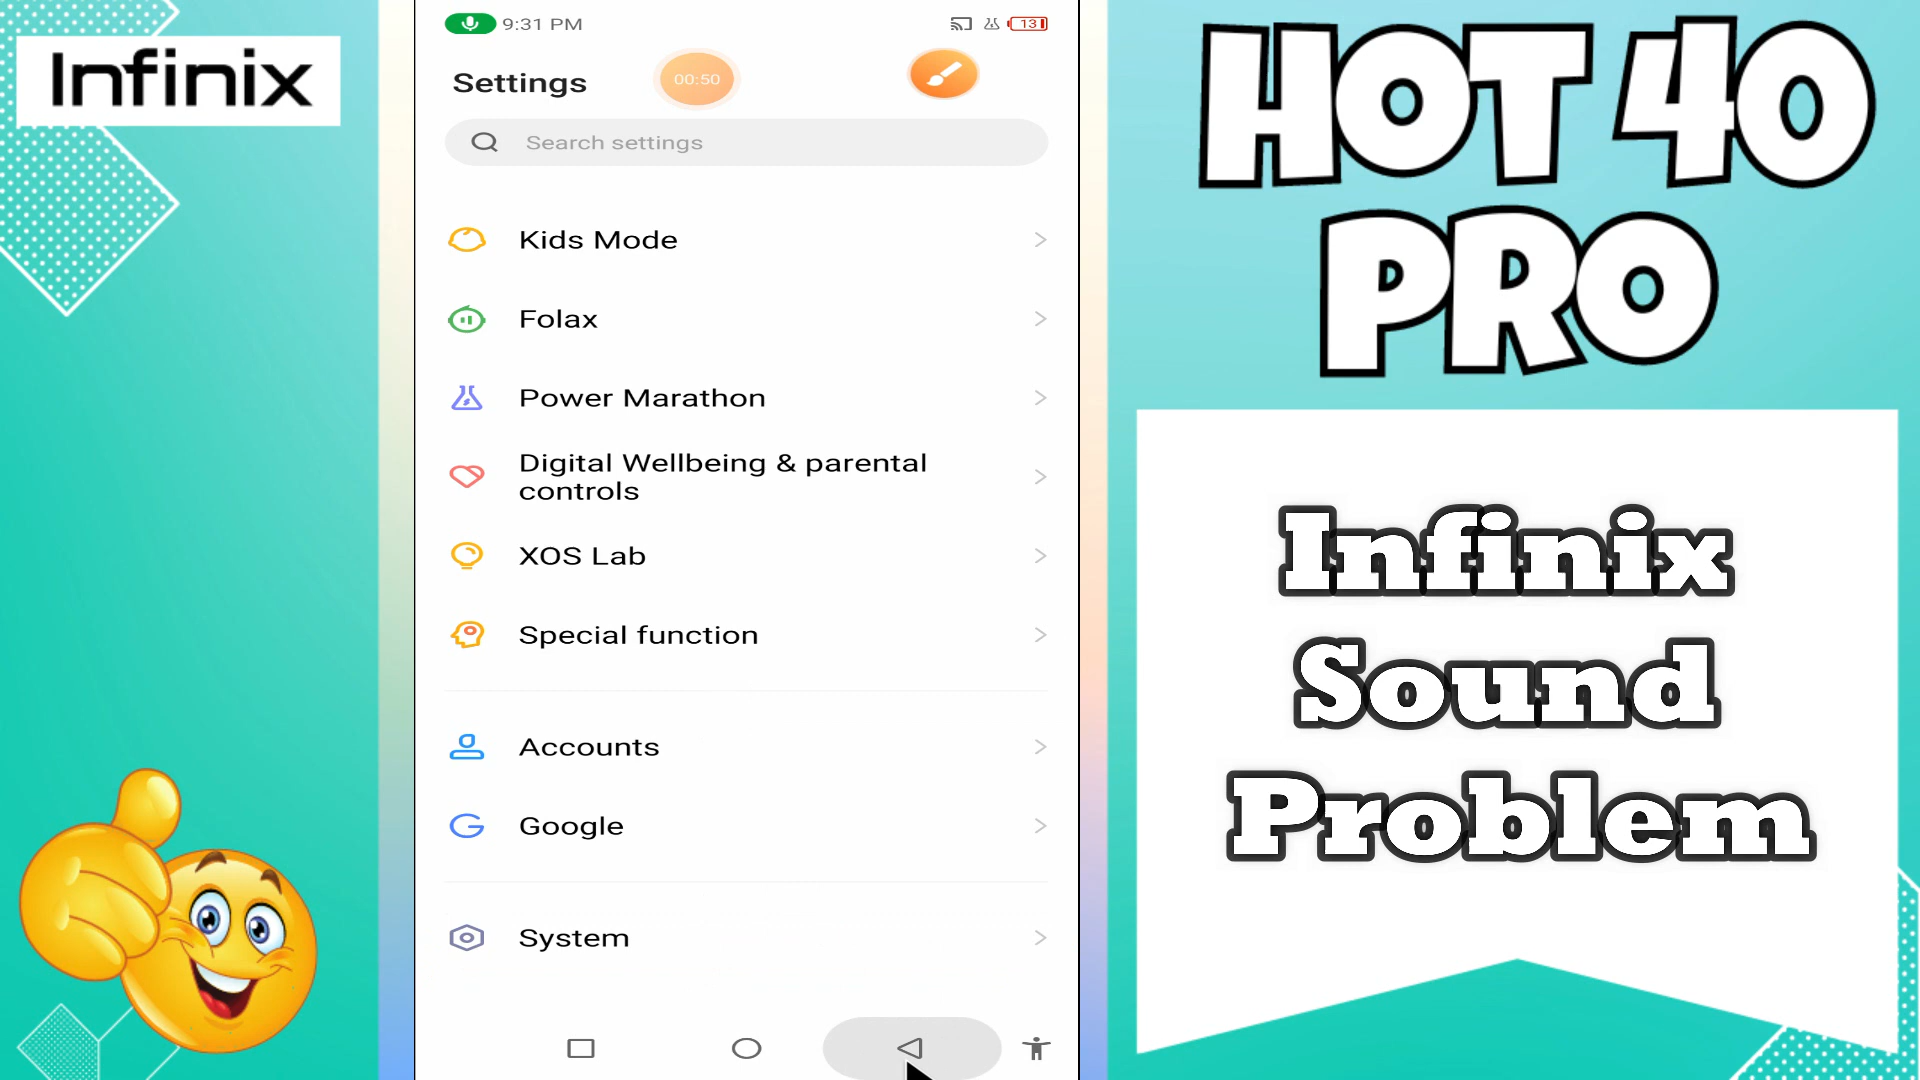 Infinix
9:31 PM
13
Settings
00:50
Search settings
Kids Mode
Folax
Power Marathon
Digital Wellbeing & parental
controls
XOS Lab
Special function
Accounts
Google
System
HOT 40
PRO
Infinix
Sound
Problem